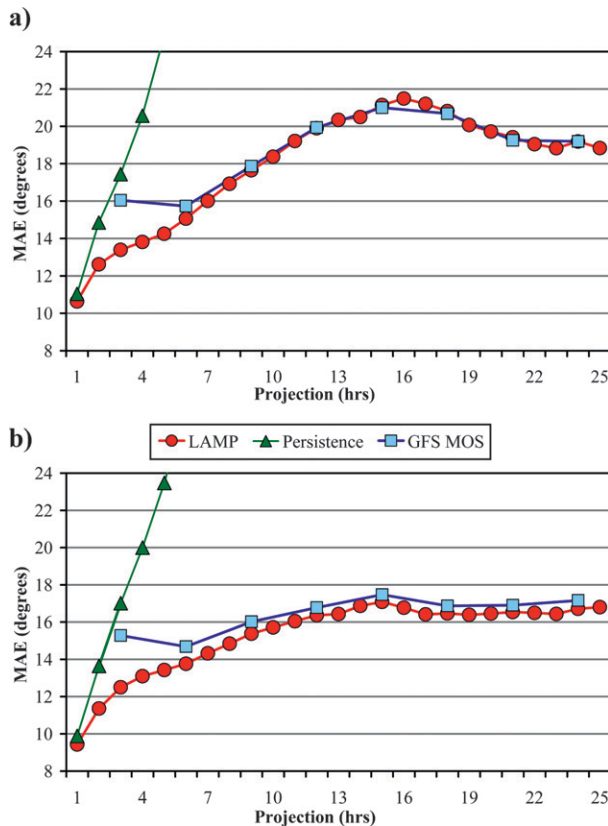 a)
24
22
20
18
16
14
12
10
8
MAE (degrees)
1 4 7 10 13 16 19 22 25
Projection (hrs)
b)
LAMP Persistence GFS MOS
24
22
20
18
16
14
12
10
8
MAE (degrees)
1 4 7 10 13 16 19 22 25
Projection (hrs)